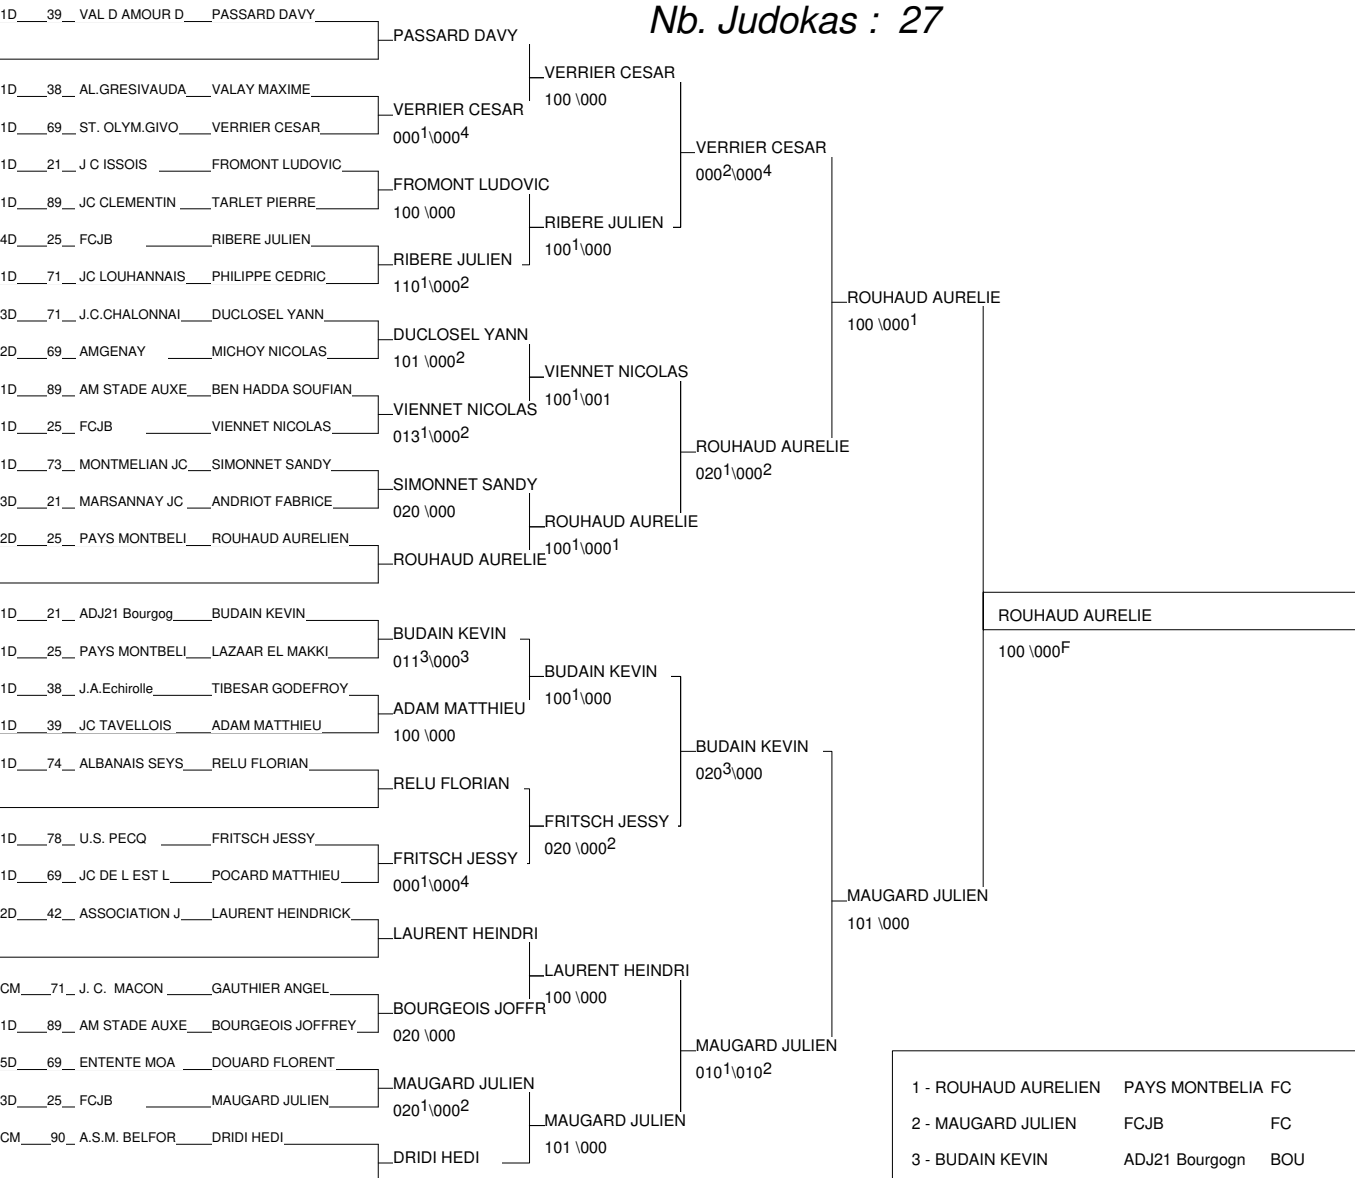 Nb. Judokas : 27
1D 39 VAL D AMOUR D PASSARD DAVY
1D 38 AL.GRESIVAUDA VALAY MAXIME
1D 69 ST. OLYM.GIVO VERRIER CESAR
1D 21 J C ISSOIS FROMONT LUDOVIC
1D 89 JC CLEMENTIN TARLET PIERRE
4D 25 FCJB RIBERE JULIEN
1D 71 JC LOUHANNAIS PHILIPPE CEDRIC
3D 71 J.C.CHALONNAI DUCLOSEL YANN
2D 69 AMGENAY MICHOY NICOLAS
1D 89 AM STADE AUXE BEN HADDA SOUFIAN
1D 25 FCJB VIENNET NICOLAS
1D 73 MONTMELIAN JC SIMONNET SANDY
3D 21 MARSANNAY JC ANDRIOT FABRICE
2D 25 PAYS MONTBELI ROUHAUD AURELIEN
1D 21 ADJ21 Bourgog BUDAIN KEVIN
1D 25 PAYS MONTBELI LAZAAR EL MAKKI
1D 38 J.A.Echirolle TIBESAR GODEFROY
1D 39 JC TAVELLOIS ADAM MATTHIEU
1D 74 ALBANAIS SEYS RELU FLORIAN
1D 78 U.S. PECQ FRITSCH JESSY
1D 69 JC DE L EST L POCARD MATTHIEU
2D 42 ASSOCIATION J LAURENT HEINDRICK
CM 71 J. C. MACON GAUTHIER ANGEL
1D 89 AM STADE AUXE BOURGEOIS JOFFREY
5D 69 ENTENTE MOA DOUARD FLORENT
3D 25 FCJB MAUGARD JULIEN
CM 90 A.S.M. BELFOR DRIDI HEDI
PASSARD DAVY
VERRIER CESAR
000¹\000⁴
FROMONT LUDOVIC
100 \000
RIBERE JULIEN
110¹\000²
DUCLOSEL YANN
101 \000²
VIENNET NICOLAS
013¹\000²
SIMONNET SANDY
020 \000
ROUHAUD AURELIE
BUDAIN KEVIN
011³\000³
ADAM MATTHIEU
100 \000
RELU FLORIAN
FRITSCH JESSY
000¹\000⁴
LAURENT HEINDRI
BOURGEOIS JOFFR
020 \000
MAUGARD JULIEN
020¹\000²
DRIDI HEDI
VERRIER CESAR
100 \000
RIBERE JULIEN
100¹\000
VIENNET NICOLAS
100¹\001
ROUHAUD AURELIE
100¹\000¹
BUDAIN KEVIN
100¹\000
FRITSCH JESSY
020 \000²
LAURENT HEINDRI
100 \000
MAUGARD JULIEN
101 \000
VERRIER CESAR
000²\000⁴
ROUHAUD AURELIE
020¹\000²
BUDAIN KEVIN
020³\000
MAUGARD JULIEN
010¹\010²
ROUHAUD AURELIE
100 \000¹
MAUGARD JULIEN
101 \000
ROUHAUD AURELIE
100 \000F
1 - ROUHAUD AURELIEN PAYS MONTBELIA FC
2 - MAUGARD JULIEN FCJB FC
3 - BUDAIN KEVIN ADJ21 Bourgogn BOU